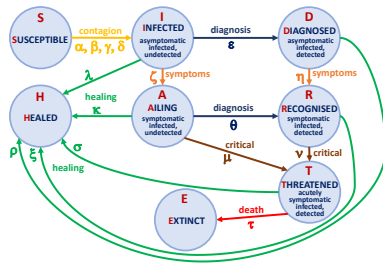 S
SUSCEPTIBLE
contagion
α, β, γ, δ
I
INFECTED
asymptomatic
infected,
undetected
diagnosis
ε
D
DIAGNOSED
asymptomatic
infected,
detected
λ
ζ
symptoms
η
symptoms
H
HEALED
healing
κ
A
AILING
symptomatic
infected,
undetected
diagnosis
θ
R
RECOGNISED
symptomatic
infected,
detected
ρ
ξ
healing
σ
critical
μ
ν
critical
T
THREATENED
acutely
symptomatic
infected,
detected
E
EXTINCT
death
τ